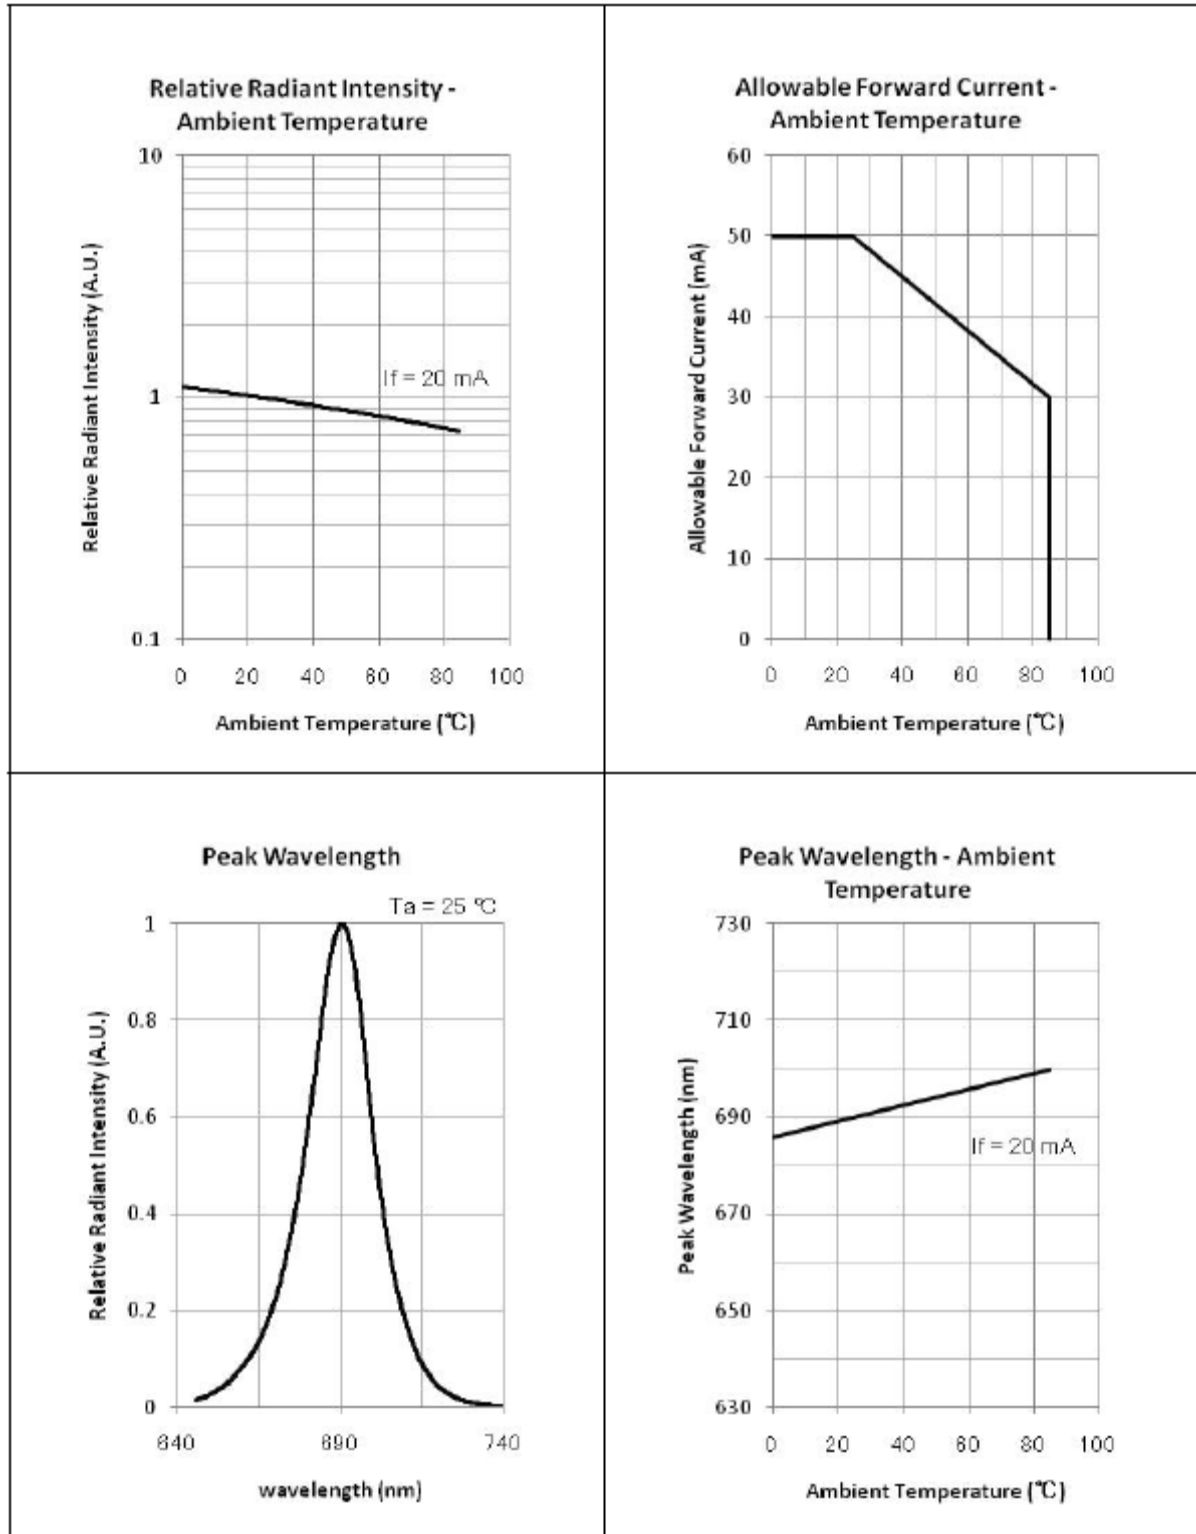 Relative Radiant Intensity -
Ambient Temperature
10
1
0.1
Relative Radiant Intensity (A.U.)
If = 20 mA
0 20 40 60 80 100
Ambient Temperature (℃)
Allowable Forward Current -
Ambient Temperature
60
50
40
30
20
10
0
Allowable Forward Current (mA)
0 20 40 60 80 100
Ambient Temperature (℃)
Peak Wavelength
Ta = 25 ℃
1
0.8
0.6
0.4
0.2
0
Relative Radiant Intensity (A.U.)
640 690 740
wavelength (nm)
Peak Wavelength - Ambient
Temperature
730
710
690
670
650
630
Peak Wavelength (nm)
If = 20 mA
0 20 40 60 80 100
Ambient Temperature (℃)